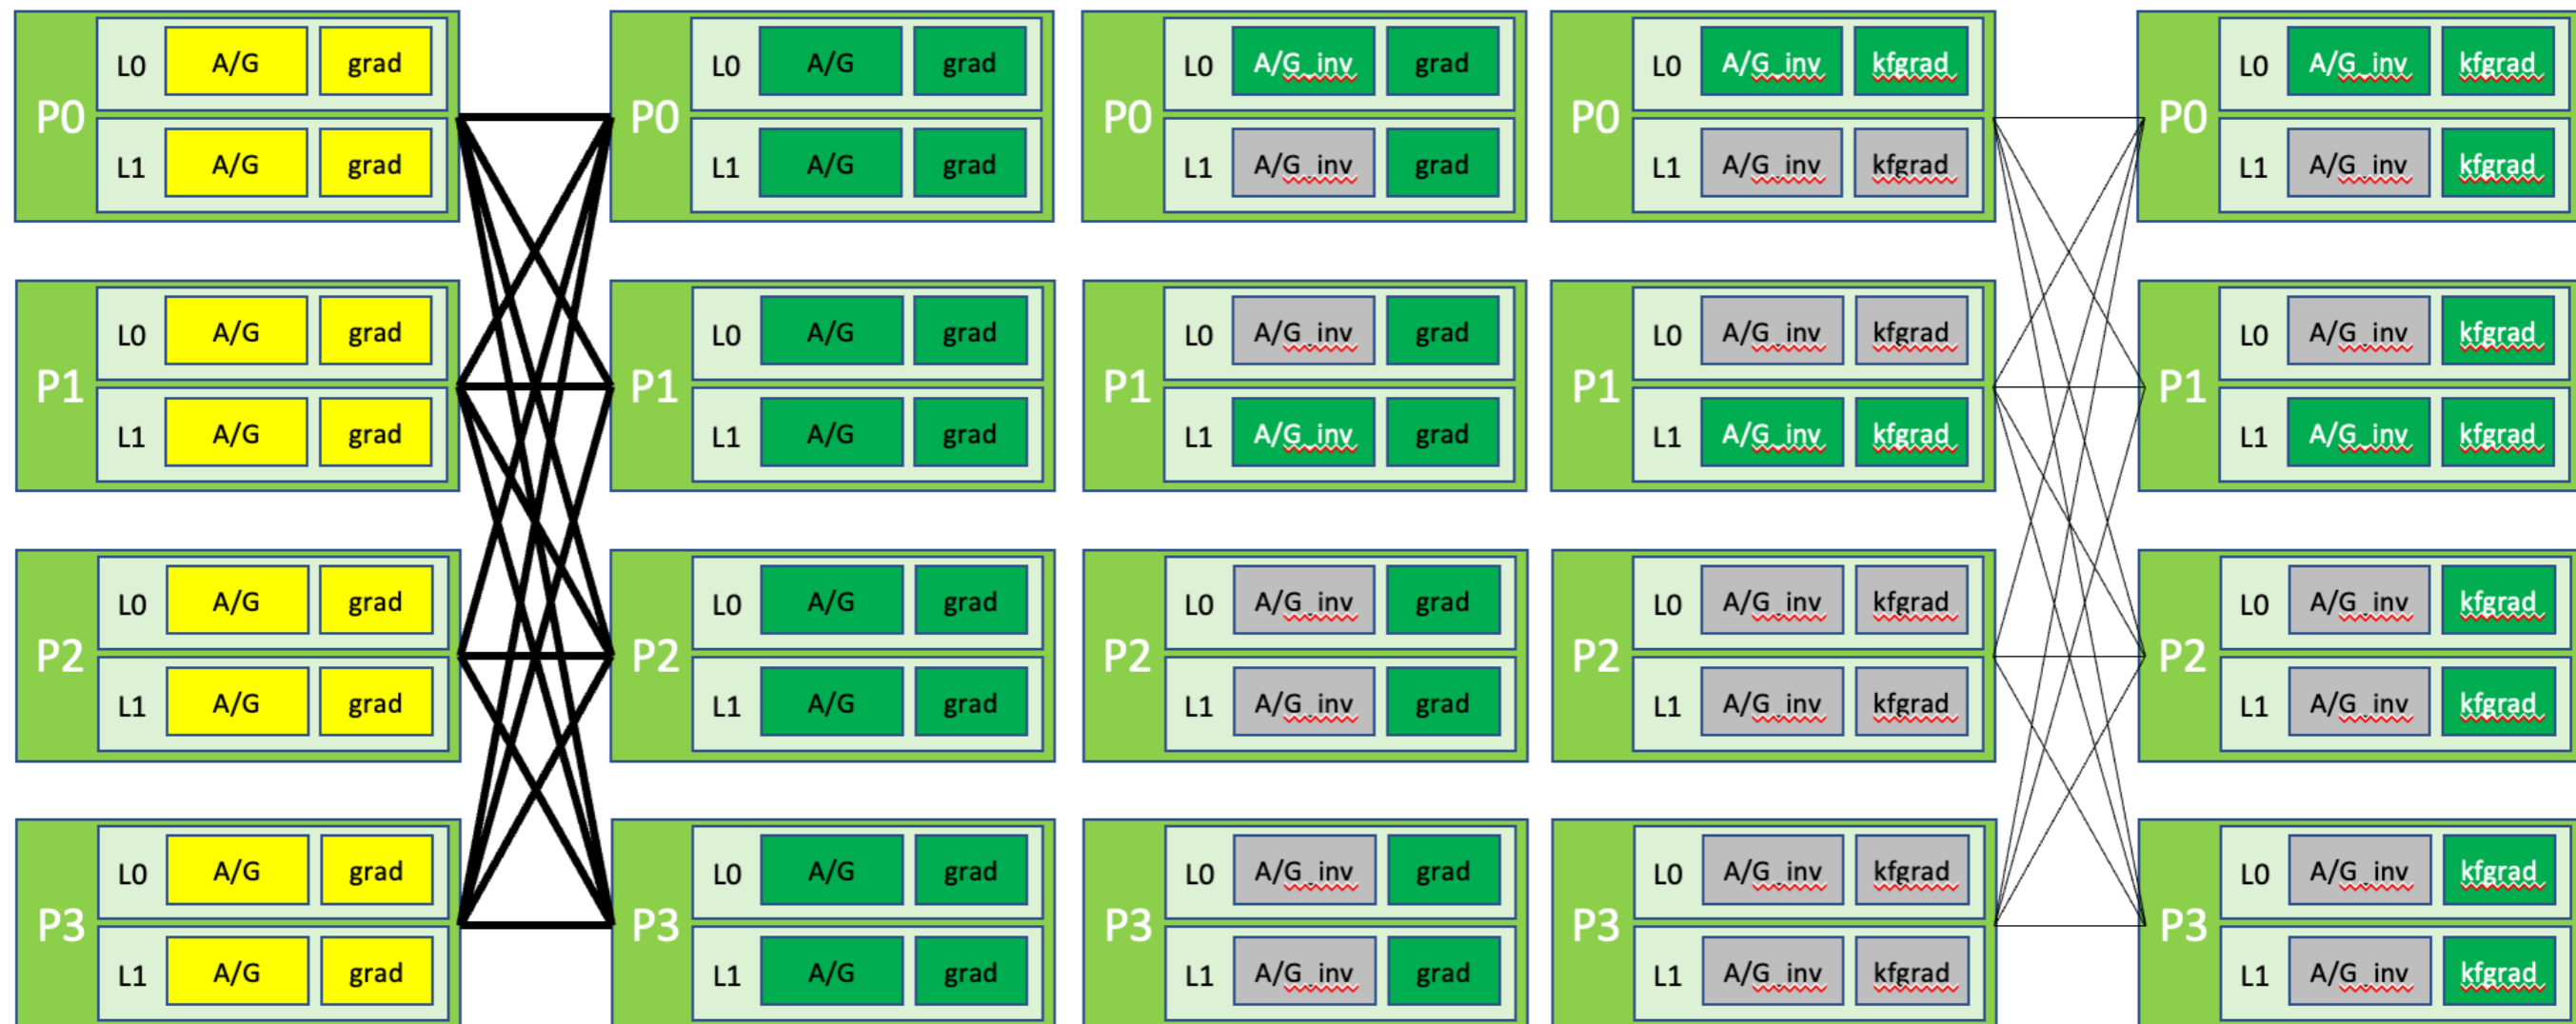 L0 A/G grad L0 A/G grad L0 A/G_inv grad L0 A/G_inv kfgrad L0 A/G_inv kfgrad
P0 P0 P0 P0 P0
L1 A/G grad L1 A/G grad L1 A/G_inv grad L1 A/G_inv kfgrad L1 A/G_inv kfgrad
L0 A/G grad L0 A/G grad L0 A/G_inv grad L0 A/G_inv kfgrad L0 A/G_inv kfgrad
P1 P1 P1 P1 P1
L1 A/G grad L1 A/G grad L1 A/G_inv grad L1 A/G_inv kfgrad L1 A/G_inv kfgrad
L0 A/G grad L0 A/G grad L0 A/G_inv grad L0 A/G_inv kfgrad L0 A/G_inv kfgrad
P2 P2 P2 P2 P2
L1 A/G grad L1 A/G grad L1 A/G_inv grad L1 A/G_inv kfgrad L1 A/G_inv kfgrad
L0 A/G grad L0 A/G grad L0 A/G_inv grad L0 A/G_inv kfgrad L0 A/G_inv kfgrad
P3 P3 P3 P3 P3
L1 A/G grad L1 A/G grad L1 A/G_inv grad L1 A/G_inv kfgrad L1 A/G_inv kfgrad